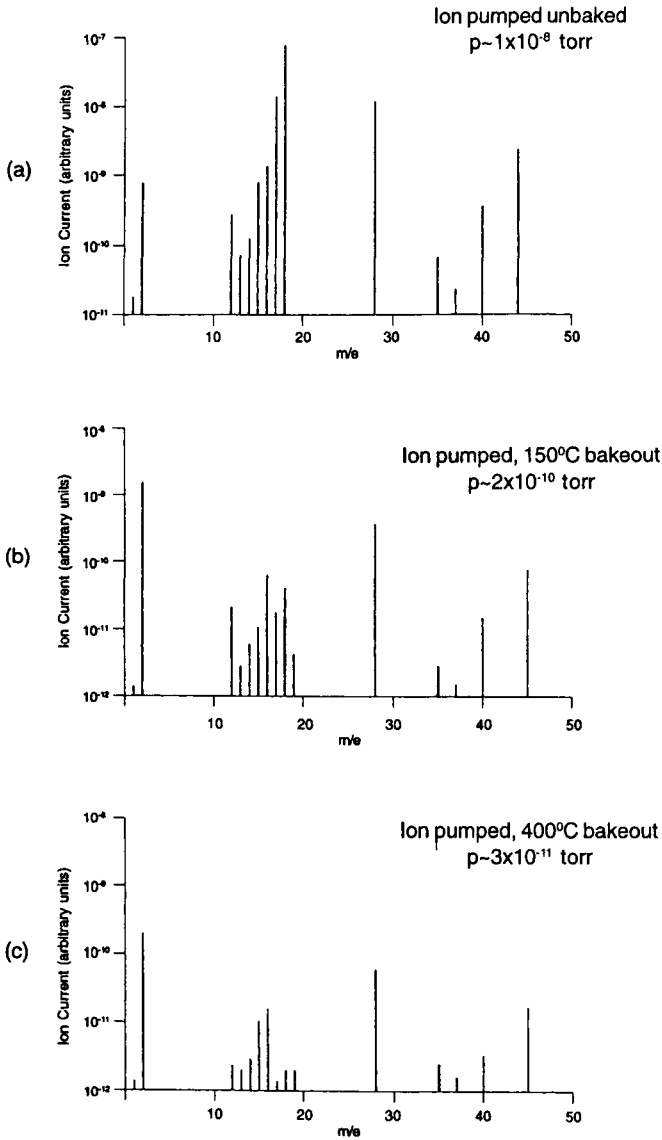 Ion pumped unbaked
p~1x10⁻⁸ torr
(a)
Ion Current (arbitrary units)
10⁻⁷
10⁻⁸
10⁻⁹
10⁻¹⁰
10⁻¹¹
10 20 30 40 50
m/e
Ion pumped, 150⁰C bakeout
p~2x10⁻¹⁰ torr
(b)
Ion Current (arbitrary units)
10⁻⁸
10⁻⁹
10⁻¹⁰
10⁻¹¹
10⁻¹²
10 20 30 40 50
m/e
Ion pumped, 400⁰C bakeout
p~3x10⁻¹¹ torr
(c)
Ion Current (arbitrary units)
10⁻⁸
10⁻⁹
10⁻¹⁰
10⁻¹¹
10⁻¹²
10 20 30 40 50
m/e